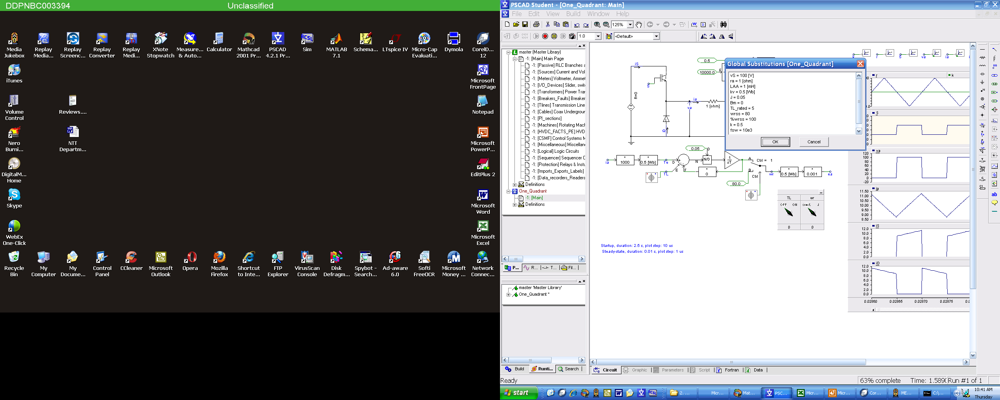 DDPNBC003394
Unclassified
Media Jukebox
Replay Media...
Replay Screenc...
Replay Converter
Replay Medi...
XNote Stopwatch
Measure... & Auto...
Calculator
Mathcad 2001 Pr...
PSCAD 4.2.1 Pr...
Sim
MATLAB 7.1
Schema...
LTspice IV
Micro-Cap Evaluati...
Dymola
CorelD... 12
iTunes
Microsoft FrontPage
Volume Control
Reviews....
Notepad
Nero Burni...
NTT Departm...
Microsoft PowerP...
DigitalM... Home
EditPlus 2
Skype
Microsoft Word
WebEx One-Click
Microsoft Excel
Recycle Bin
My Computer
My Docume...
Control Panel
CCleaner
Microsoft Outlook
Opera
Mozilla Firefox
Shortcut to Inte...
FTP Explorer
VirusScan Console
Disk Defragm...
Spybot - Search...
Ad-aware 6.0
Softi FreeOCR
Microsoft Money ...
Network Connec...
PSCAD Student - [One_Quadrant: Main]
File Edit View Build Window Help
125%
1.0
<Default>
master (Master Library)
-1: [Main] Main Page
-1: [Passive] RLC Branches a
-1: [Sources] Current and Vol
-1: [Meters] Voltmeter, Ammet
-1: [I/O_Devices] Slider, swit
-1: [Transformers] Power Tran
-1: [Breakers_Faults] Breaker
-1: [Tlines] Transmission Line
-1: [Cables] Coax Undergroun
-1: [PI_sections]
-1: [Machines] Rotating Mach
-1: [HVDC_FACTS_PE] HVD
-1: [CSMF] Control Systems M
-1: [Miscellaneous] Miscellane
-1: [Logical] Logic Circuits
-1: [Sequencer] Sequencer C
-1: [Protection] Relays & Instu
-1: [Imports_Exports_Labels]
-1: [Data_recorders_Readers
Definitions
One_Quadrant
-1: [Main]
Definitions
P... R... T... Fil...
master 'Master Library'
One_Quadrant ''
Build Runti... Search
iS
S
R=0
0.5
10000.0
F
ia
va
1 [ohm]
iD
Global Substitutions [One_Quadrant]
vS = 100 [V]
ra = 1 [ohm]
LAA = 1 [mH]
kv = 0.5 [Wb]
J = 0.05
Bm = 0
TL_rated = 5
wrss = 80
%wrss = 100
k = 0.5
fsw = 10e3
OK
Cancel
ia
* 1000
* 0.5 [Wb]
Te
D
E
F
TL
0.05
D
N
N/D
1 sT
* 0
A
B
Ctrl = 1
Ctrl
80.0
wr
* 0.5 [Wb]
* 0.001
ea
TL wr
OFF ON const. J
0 0
Startup, duration: 2.5 s, plot step: 10 us
Steady-state, duration: 0.01 s, plot step: 1 us
k r S va ia
r k
S
va
120
100
80
60
40
20
0
-20
ia
11.50
11.00
10.50
10.00
9.50
9.00
8.50
iS
12.0
10.0
8.0
6.0
4.0
2.0
0.0
iD
12.0
10.0
8.0
6.0
4.0
2.0
0.0
0.02860 0.02865 0.02870 0.02875
ab
Circuit Graphic Parameters Script Fortran Data
Ready
63% complete Time: 1.589 Run #1 of 1
start
2. ...
Micr...
Mat...
PSC...
Micr...
Micr...
Cor...
ME...
C:\...
10:41 AM
Thursday